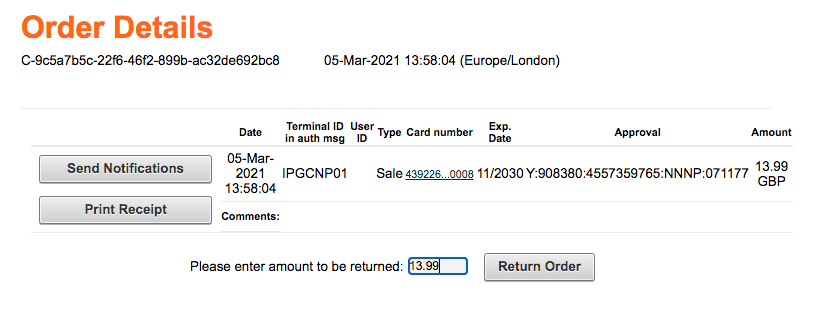 Order Details
C-9c5a7b5c-22f6-46f2-899b-ac32de692bc8 05-Mar-2021 13:58:04 (Europe/London)
Date Terminal ID in auth msg User ID Type Card number Exp. Date Approval Amount
Send Notifications
05-Mar-2021 13:58:04 IPGCNP01 Sale 439226...0008 11/2030 Y:908380:4557359765:NNNP:071177 13.99 GBP
Print Receipt
Comments:
Please enter amount to be returned: 13.99 Return Order